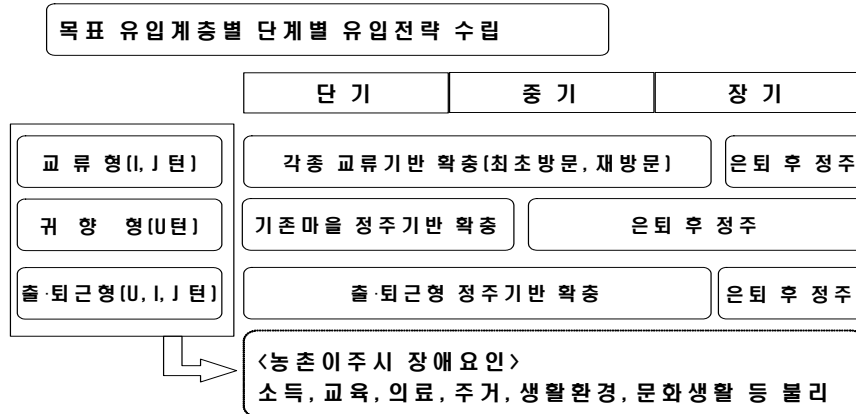 목표 유입계층별 단계별 유입전략 수립
단 기 중 기 장 기
교 류 형(I, J 턴) 각종 교류기반 확충(최초방문, 재방문) 은퇴 후 정주
귀 향 형(U턴) 기존마을 정주기반 확충 은퇴 후 정주
출·퇴근형(U, I, J 턴) 출·퇴근형 정주기반 확충 은퇴 후 정주
<농촌이주시 장애요인>
소득, 교육, 의료, 주거, 생활환경, 문화생활 등 불리